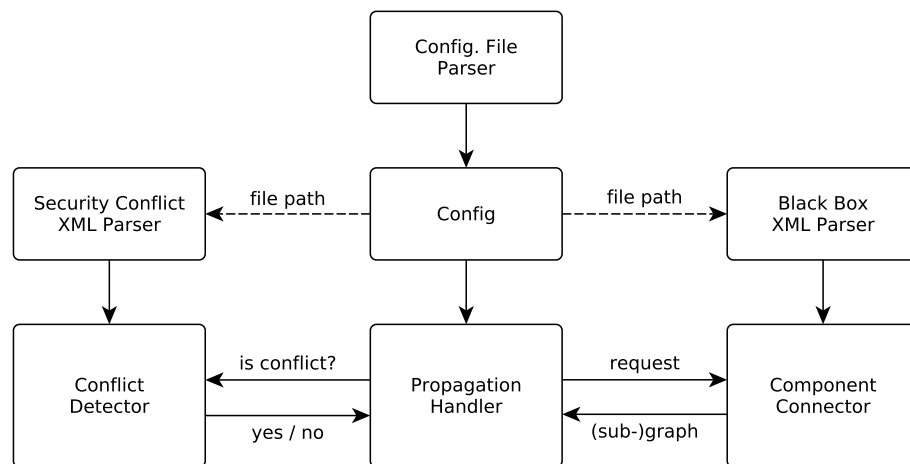 Config. File
Parser
Security Conflict
XML Parser
file path
Config
file path
Black Box
XML Parser
Conflict
Detector
is conflict?
yes / no
Propagation
Handler
request
(sub-)graph
Component
Connector